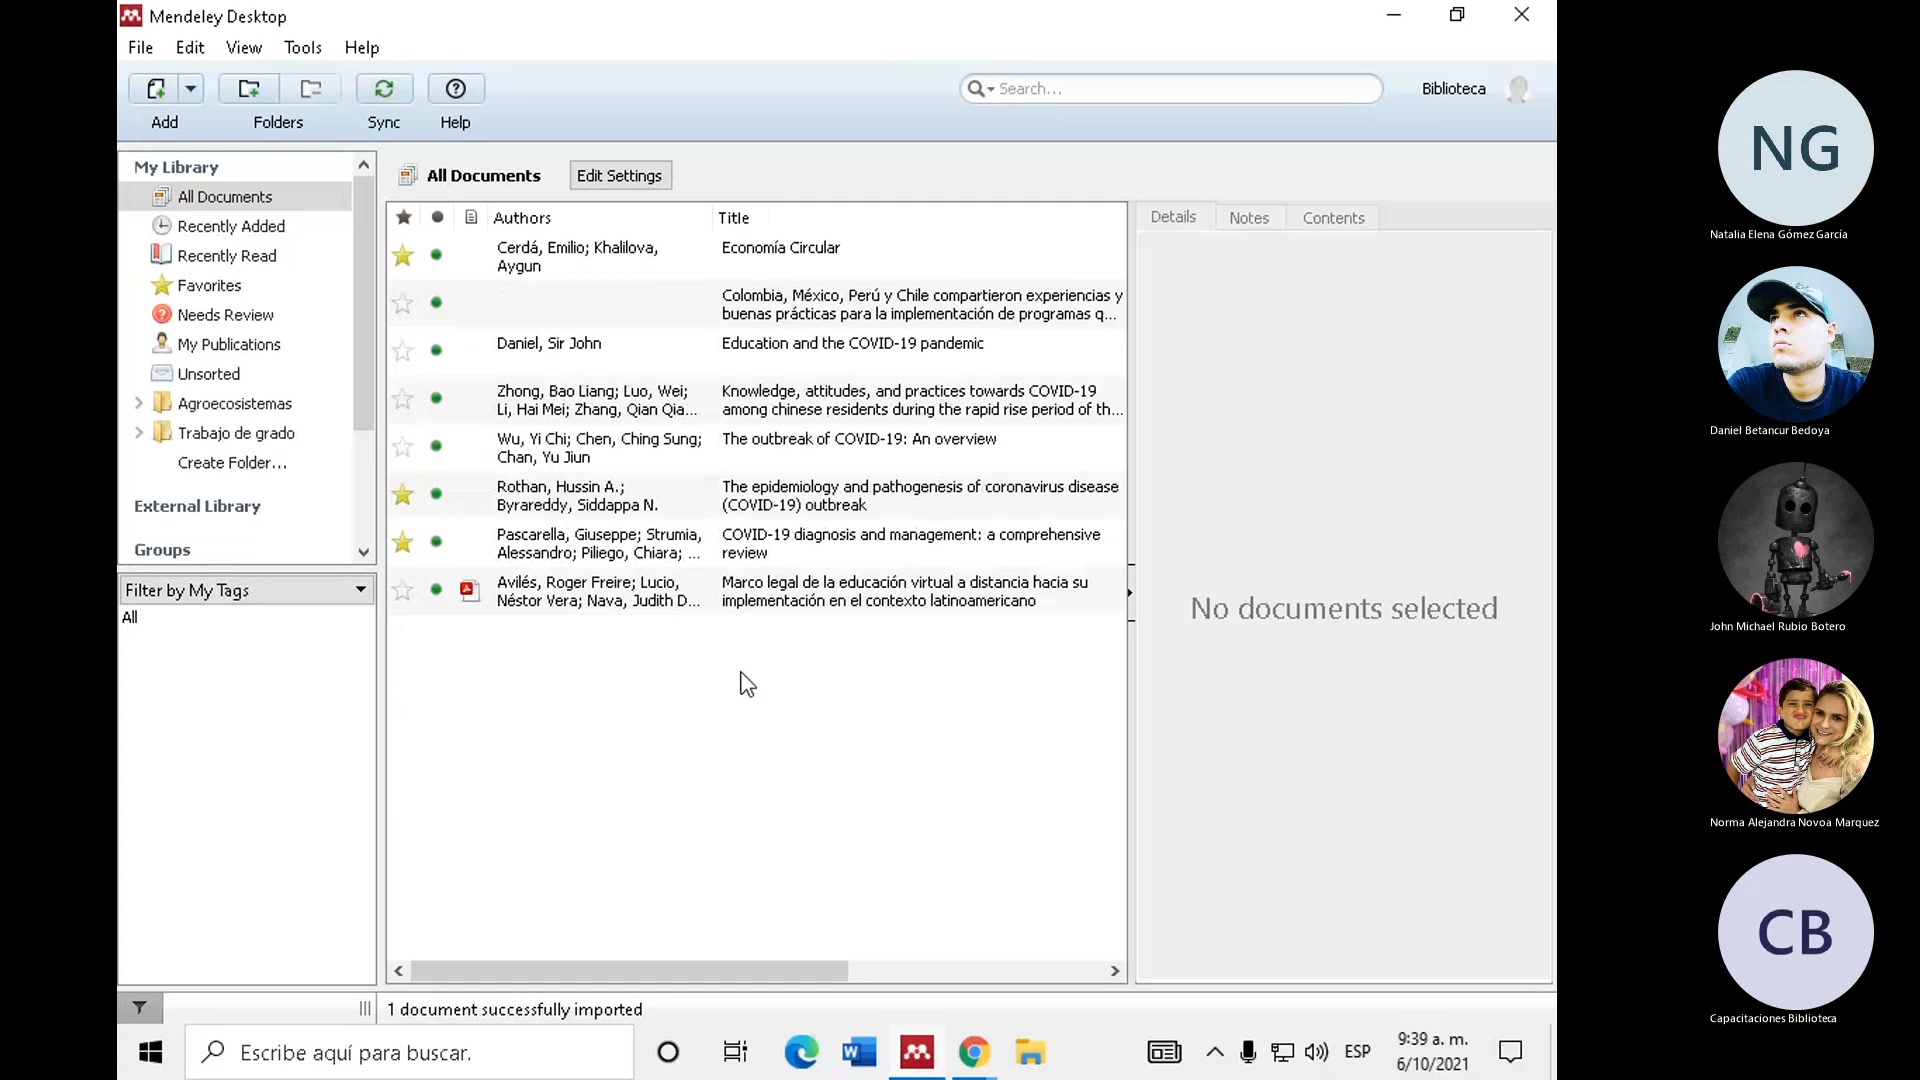 Mendeley Desktop
File Edit View Tools Help
Add
Folders
Sync
Help
Search...
Biblioteca
My Library
All Documents
Recently Added
Recently Read
Favorites
Needs Review
My Publications
Unsorted
Agroecosistemas
Trabajo de grado
Create Folder...
External Library
Groups
Filter by My Tags
All
All Documents
Edit Settings
Authors Title
Cerdá, Emilio; Khalilova,
Aygun
Economía Circular
Colombia, México, Perú y Chile compartieron experiencias y
buenas prácticas para la implementación de programas q...
Daniel, Sir John
Education and the COVID-19 pandemic
Zhong, Bao Liang; Luo, Wei;
Li, Hai Mei; Zhang, Qian Qia...
Knowledge, attitudes, and practices towards COVID-19
among chinese residents during the rapid rise period of th...
Wu, Yi Chi; Chen, Ching Sung;
Chan, Yu Jiun
The outbreak of COVID-19: An overview
Rothan, Hussin A.;
Byrareddy, Siddappa N.
The epidemiology and pathogenesis of coronavirus disease
(COVID-19) outbreak
Pascarella, Giuseppe; Strumia,
Alessandro; Piliego, Chiara; ...
COVID-19 diagnosis and management: a comprehensive
review
Avilés, Roger Freire; Lucio,
Néstor Vera; Nava, Judith D...
Marco legal de la educación virtual a distancia hacia su
implementación en el contexto latinoamericano
Details Notes Contents
No documents selected
1 document successfully imported
Escribe aquí para buscar.
ESP
9:39 a. m.
6/10/2021
NG
Natalia Elena Gómez García
Daniel Betancur Bedoya
John Michael Rubio Botero
Norma Alejandra Novoa Marquez
CB
Capacitaciones Biblioteca